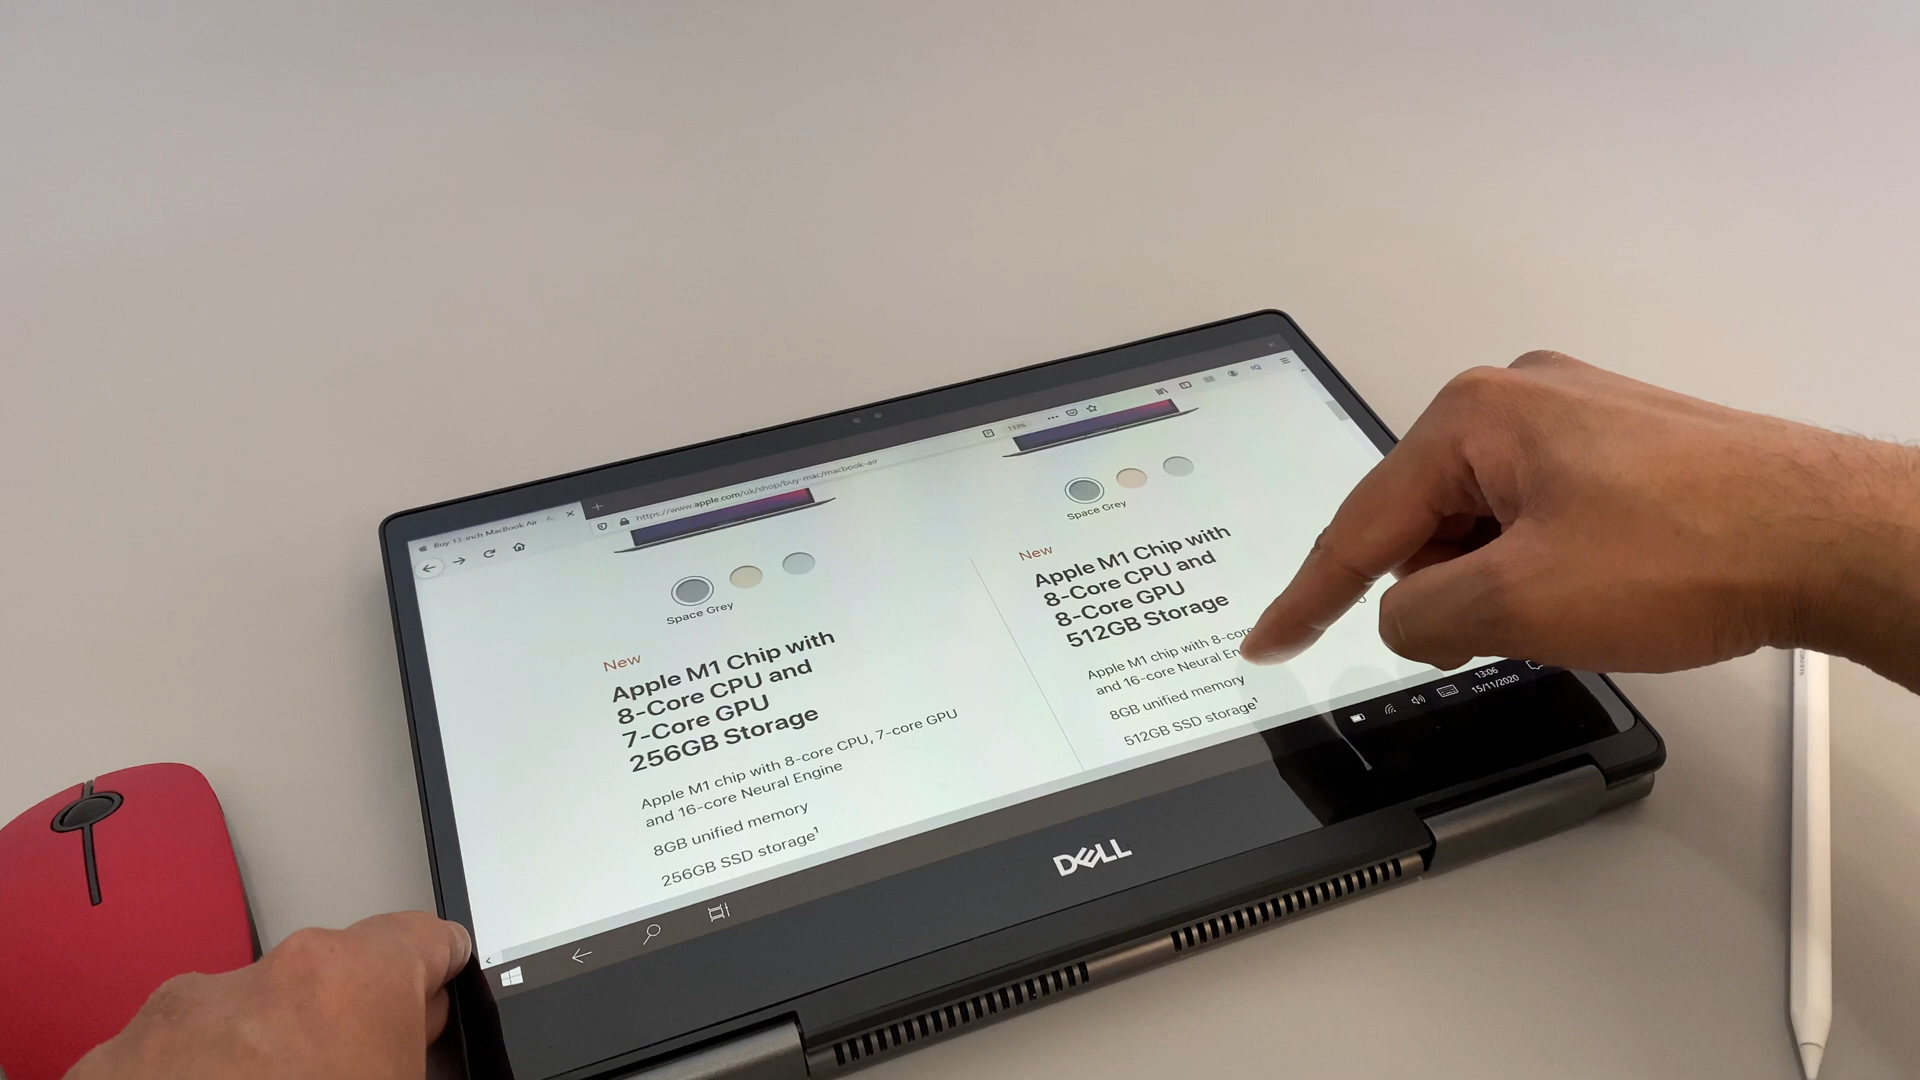 Buy 13-inch MacBook Air
https://www.apple.com/uk/shop/buy-mac/macbook-air
133%
Space Grey
New
Apple M1 Chip with
8-Core CPU and
7-Core GPU
256GB Storage
Apple M1 chip with 8-core CPU, 7-core GPU
and 16-core Neural Engine
8GB unified memory
256GB SSD storage¹
Space Grey
New
Apple M1 Chip with
8-Core CPU and
8-Core GPU
512GB Storage
Apple M1 chip with 8-core
and 16-core Neural En
8GB unified memory
512GB SSD storage¹
13:06
15/11/2020
DELL